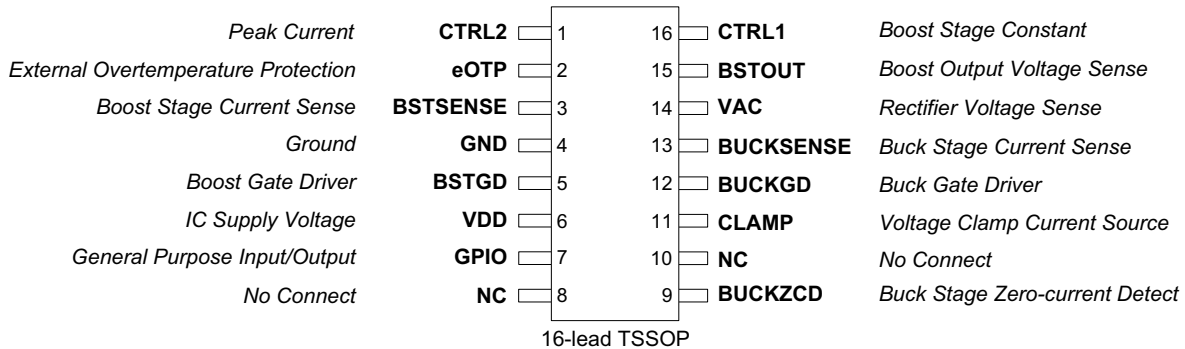 Peak Current CTRL2 1 16 CTRL1 Boost Stage Constant
External Overtemperature Protection eOTP 2 15 BSTOUT Boost Output Voltage Sense
Boost Stage Current Sense BSTSENSE 3 14 VAC Rectifier Voltage Sense
Ground GND 4 13 BUCKSENSE Buck Stage Current Sense
Boost Gate Driver BSTGD 5 12 BUCKGD Buck Gate Driver
IC Supply Voltage VDD 6 11 CLAMP Voltage Clamp Current Source
General Purpose Input/Output GPIO 7 10 NC No Connect
No Connect NC 8 9 BUCKZCD Buck Stage Zero-current Detect
16-lead TSSOP